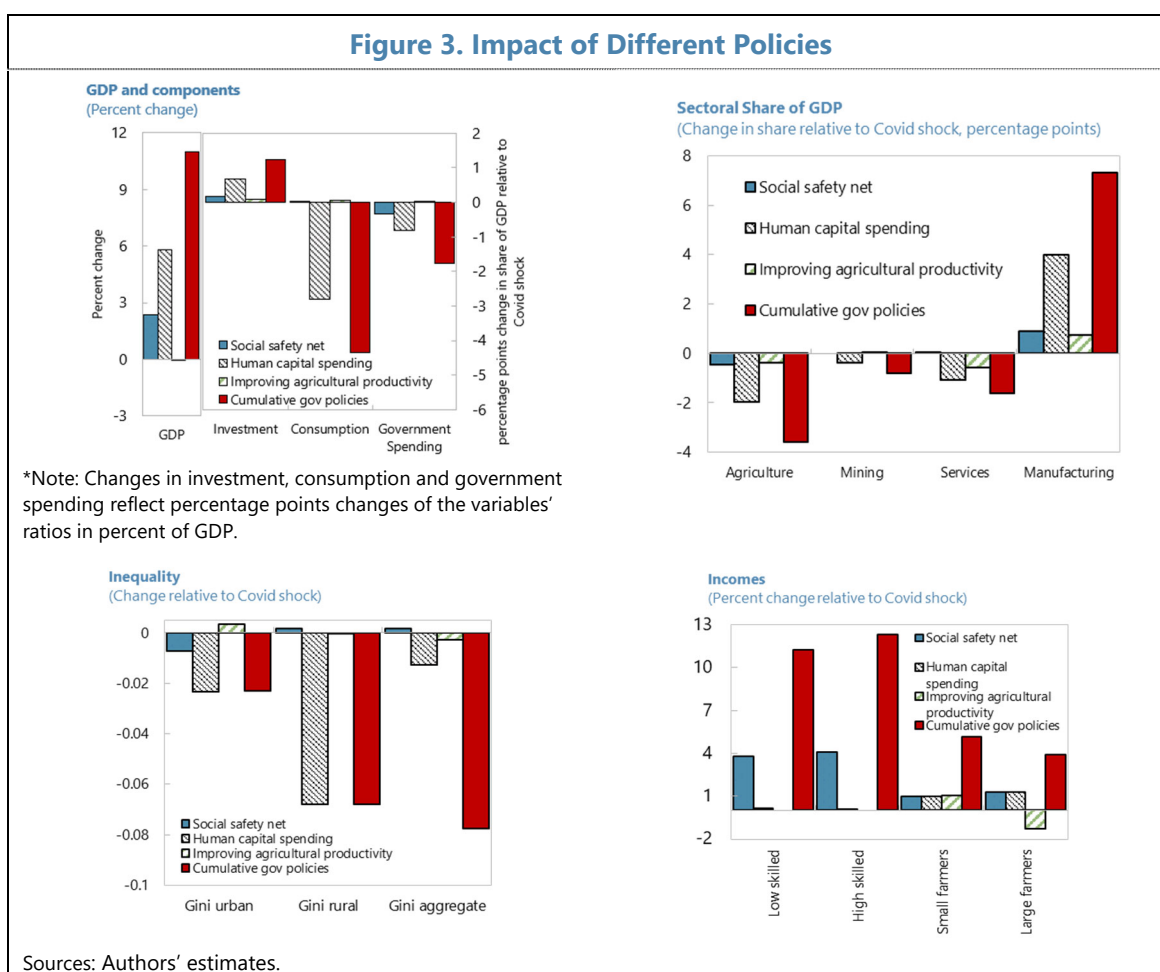 Figure 3. Impact of Different Policies
GDP and components
(Percent change)
12
9
6
3
0
-3
Percent change
2
1
0
-1
-2
-3
-4
-5
-6
percentage points change in share of GDP relative to
Covid shock
Social safety net
Human capital spending
Improving agricultural productivity
Cumulative gov policies
GDP
Investment
Consumption
Government
Spending
*Note: Changes in investment, consumption and government
spending reflect percentage points changes of the variables‘
ratios in percent of GDP.
Sectoral Share of GDP
(Change in share relative to Covid shock, percentage points)
8
6
4
2
0
-2
-4
Social safety net
Human capital spending
Improving agricultural productivity
Cumulative gov policies
Agriculture
Mining
Services
Manufacturing
Inequality
(Change relative to Covid shock)
0
-0.02
-0.04
-0.06
-0.08
-0.1
Social safety net
Human capital spending
Improving agricultural productivity
Cumulative gov policies
Gini urban
Gini rural
Gini aggregate
Incomes
(Percent change relative to Covid shock)
13
10
7
4
1
-2
Social safety net
Human capital
spending
Improving agricultural
productivity
Cumulative gov policies
Low skilled
High skilled
Small farmers
Large farmers
Sources: Authors’ estimates.